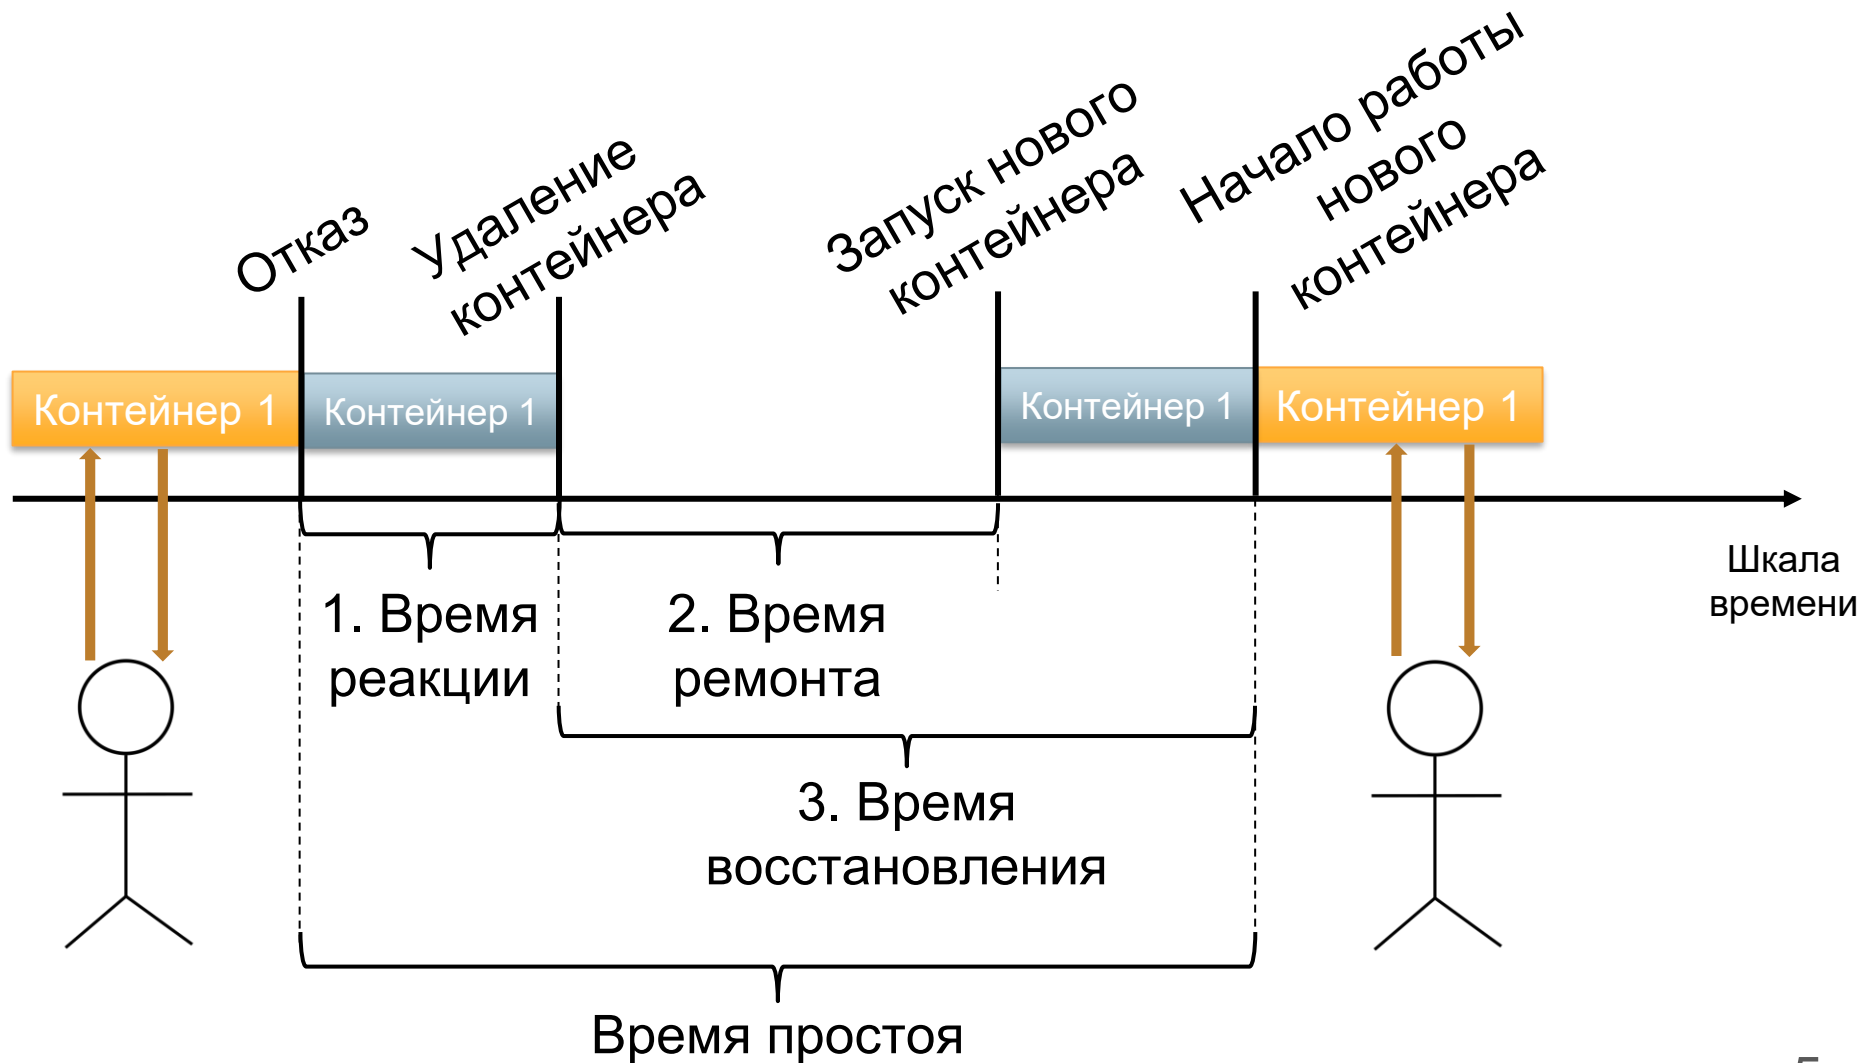 Отказ
Удаление
контейнера
Запуск нового
контейнера
Начало работы
нового
контейнера
Контейнер 1
Контейнер 1
Контейнер 1
Контейнер 1
Шкала
времени
1. Время
реакции
2. Время
ремонта
3. Время
восстановления
Время простоя